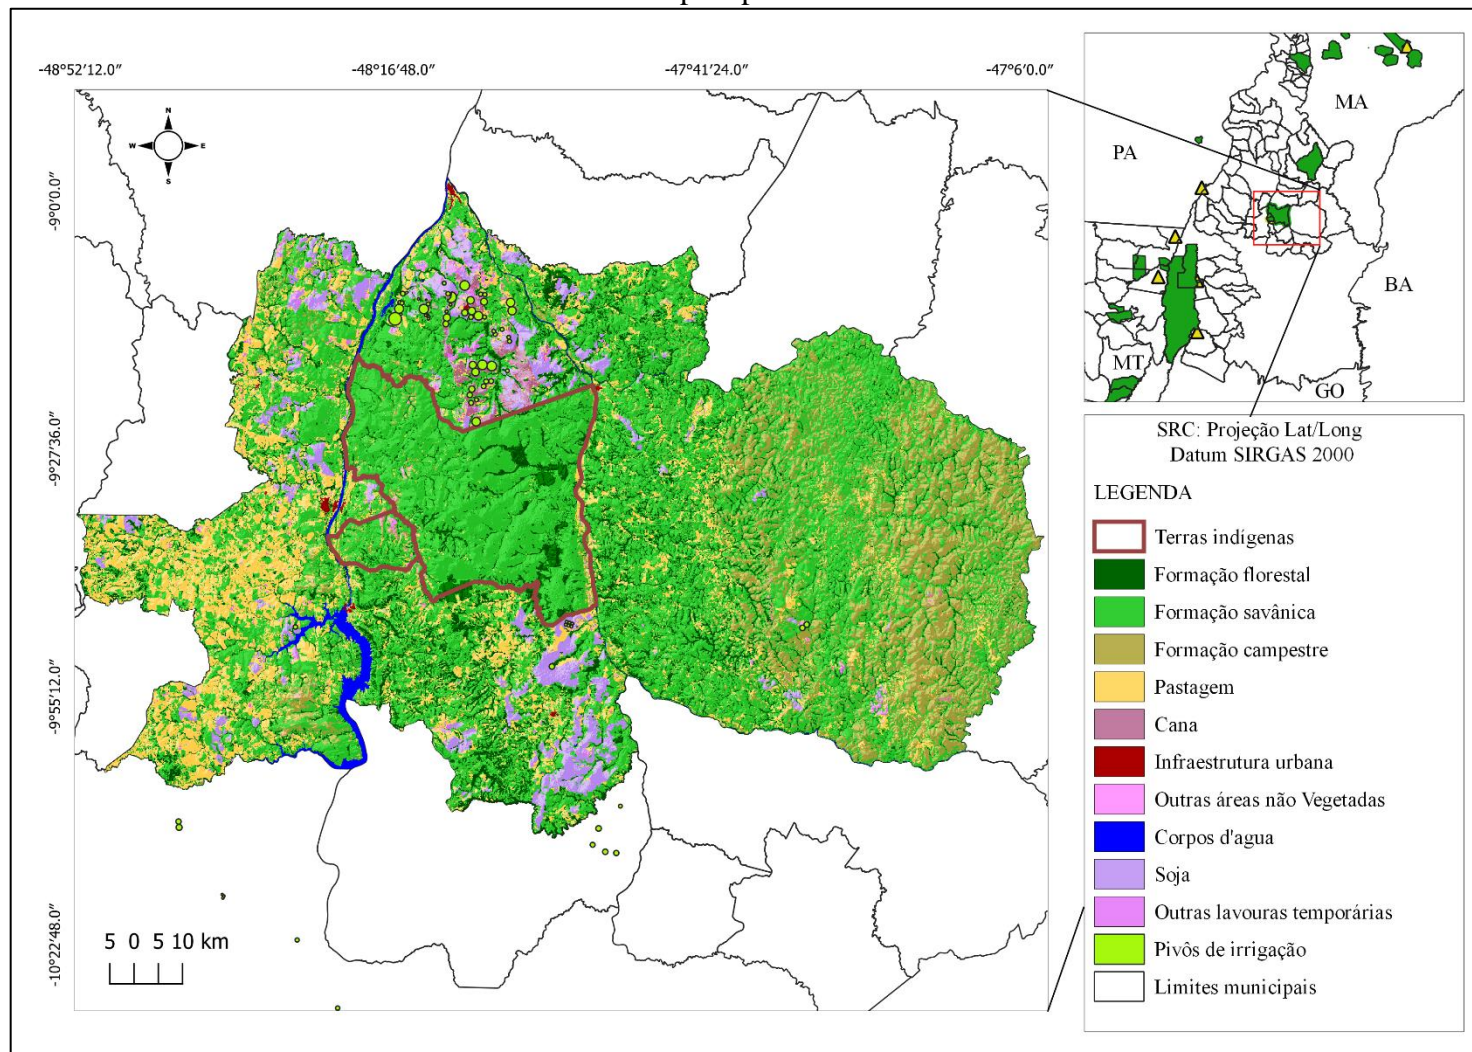 -48°52'12.0"
-48°16'48.0"
-47°41'24.0"
-47°6'0.0"
-9°0'0.0"
-9°27'36.0"
-9°55'12.0"
-10°22'48.0"
N
W
E
S
5 0 5 10 km
MA
PA
BA
MT
GO
SRC: Projeção Lat/Long
Datum SIRGAS 2000
LEGENDA
Terras indígenas
Formação florestal
Formação savânica
Formação campestre
Pastagem
Cana
Infraestrutura urbana
Outras áreas não Vegetadas
Corpos d'agua
Soja
Outras lavouras temporárias
Pivôs de irrigação
Limites municipais